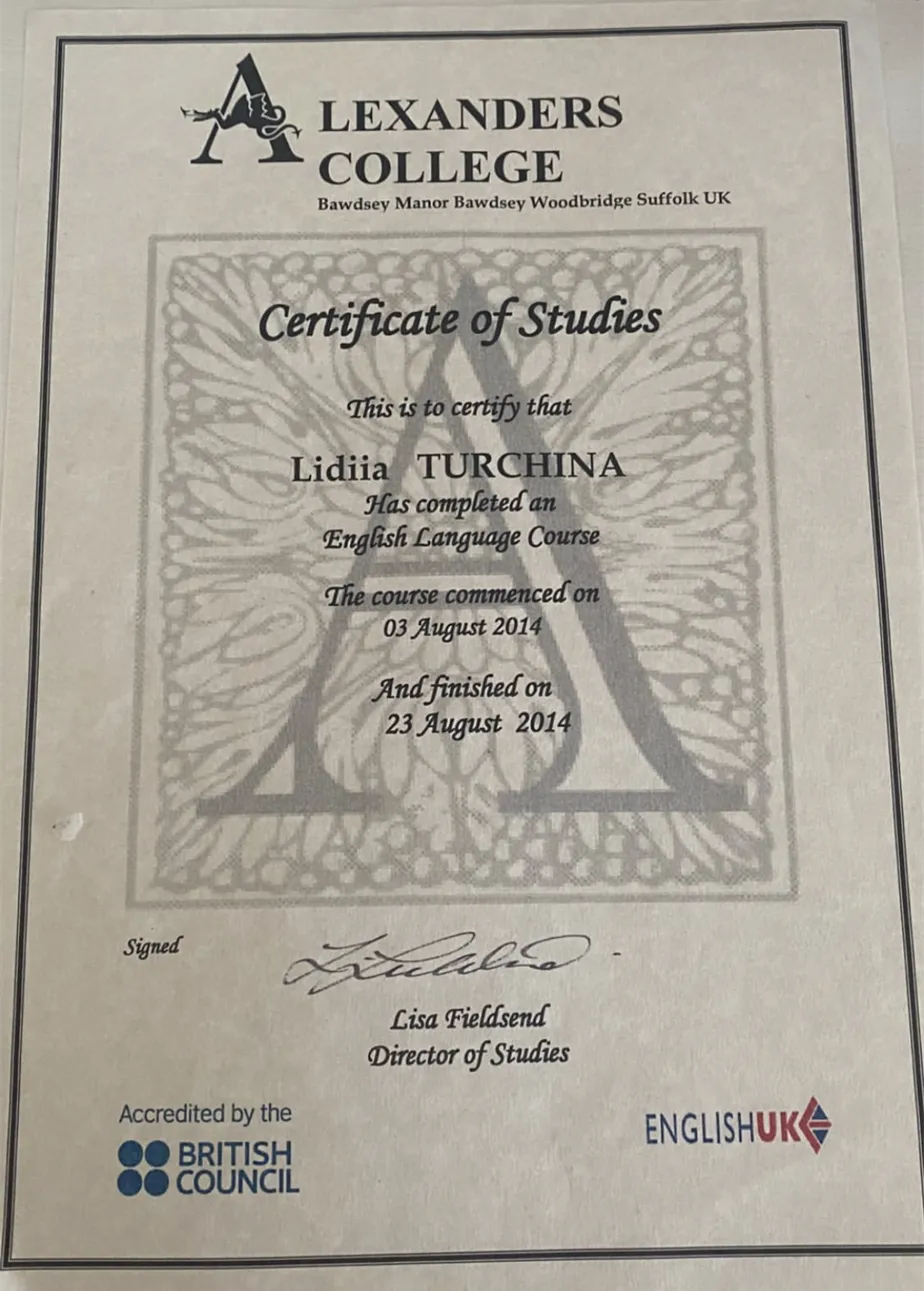 ALEXANDERS
COLLEGE
Bawdsey Manor Bawdsey Woodbridge Suffolk UK
Certificate of Studies
This is to certify that
Lidiia TURCHINA
Has completed an
English Language Course
The course commenced on
03 August 2014
And finished on
23 August 2014
Signed
Lisa Fieldsend
Director of Studies
Accredited by the
BRITISH
COUNCIL
ENGLISHUK